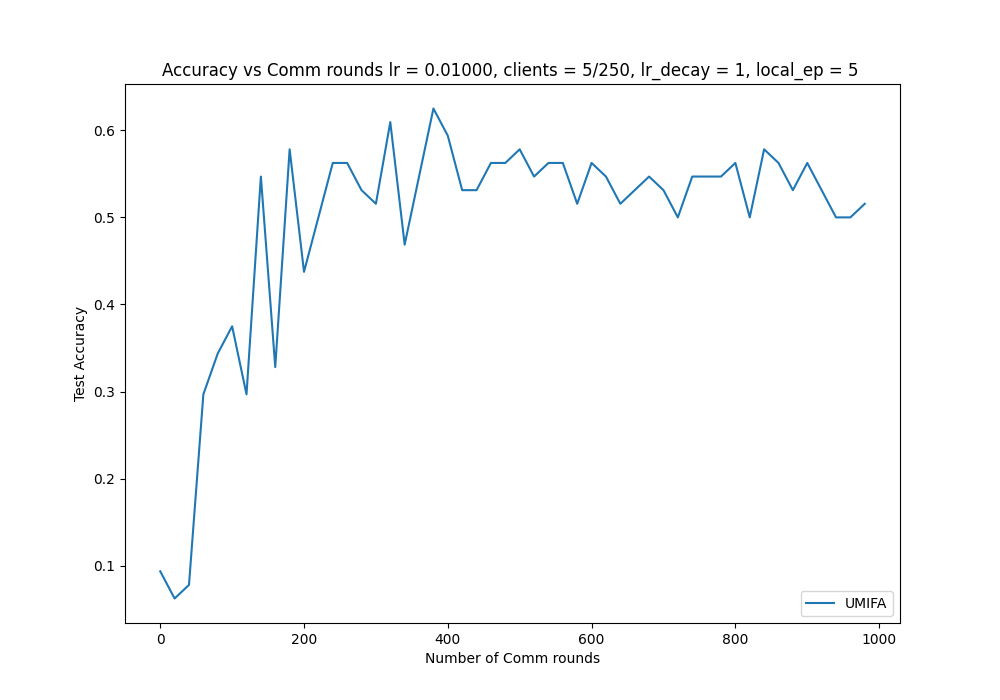 Accuracy vs Comm rounds lr = 0.01000, clients = 5/250, lr_decay = 1, local_ep = 5
0.6
0.5
0.4
0.3
0.2
0.1
Test Accuracy
UMIFA
0 200 400 600 800 1000
Number of Comm rounds